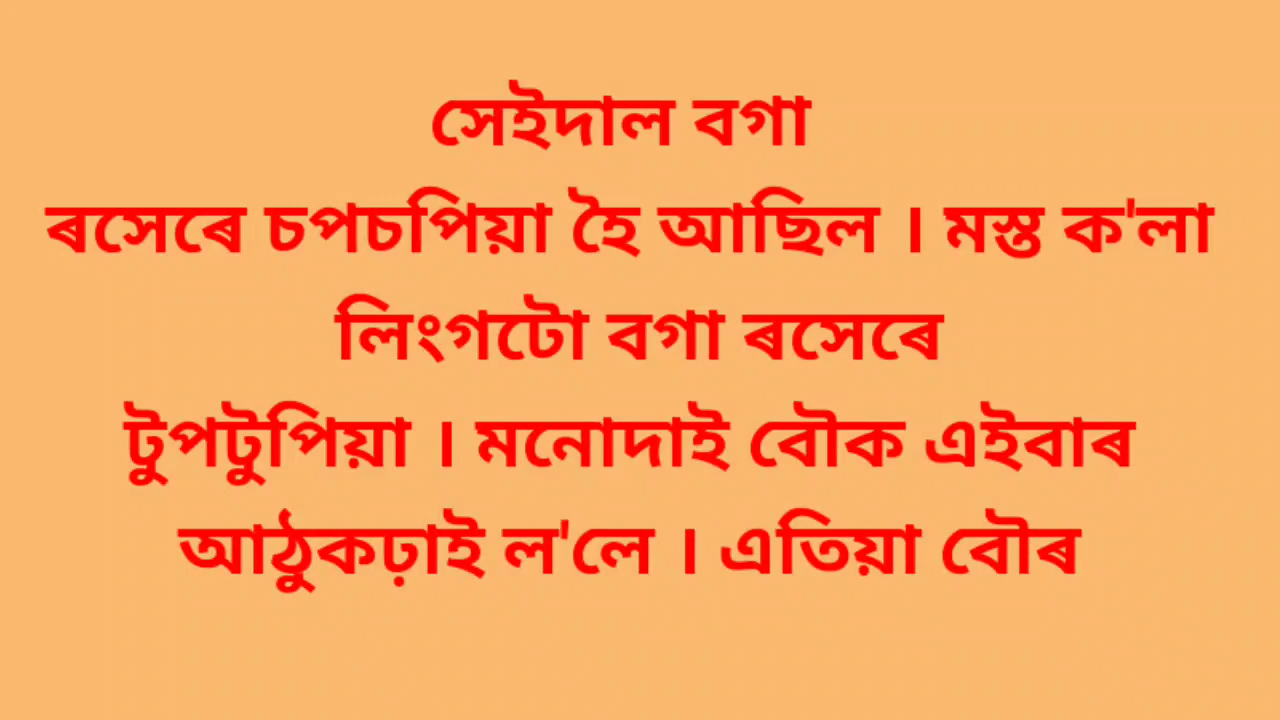 সেইদাল বগা
ৰসেৰে চপচপিয়া হৈ আছিল । মস্ত ক'লা
লিংগটো বগা ৰসেৰে
টুপটুপিয়া । মনোদাই বৌক এইবাৰ
আঠুকঢ়াই ল'লে । এতিয়া বৌৰ